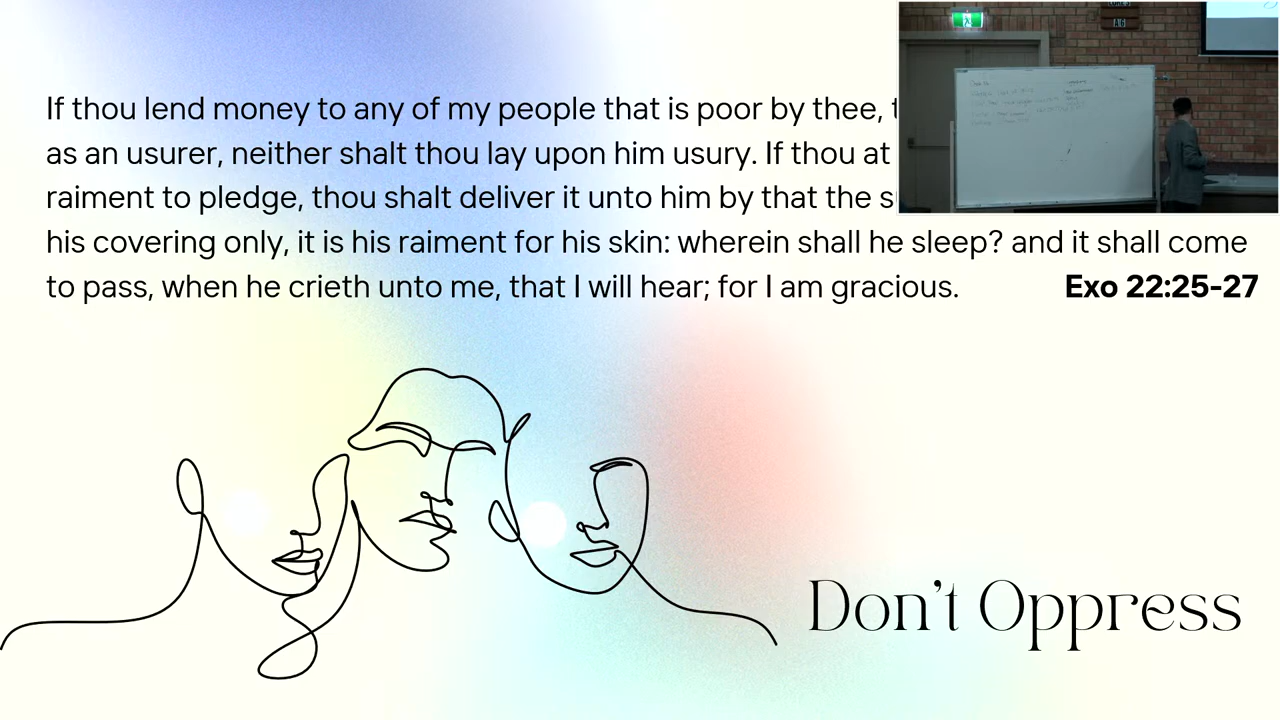 If thou lend money to any of my people that is poor by thee,
as an usurer, neither shalt thou lay upon him usury. If thou at
raiment to pledge, thou shalt deliver it unto him by that the
his covering only, it is his raiment for his skin: wherein shall he sleep? and it shall come
to pass, when he crieth unto me, that I will hear; for I am gracious. Exo 22:25-27
Don't Oppress